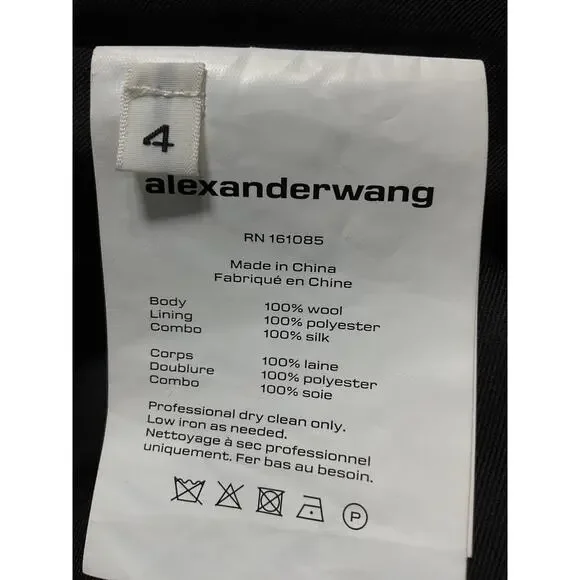 4
alexanderwang
RN 161085
Made in China
Fabriqué en Chine
Body 100% wool
Lining 100% polyester
Combo 100% silk
Corps 100% laine
Doublure 100% polyester
Combo 100% soie
Professional dry clean only.
Low iron as needed.
Nettoyage à sec professionnel
uniquement. Fer bas au besoin.
P